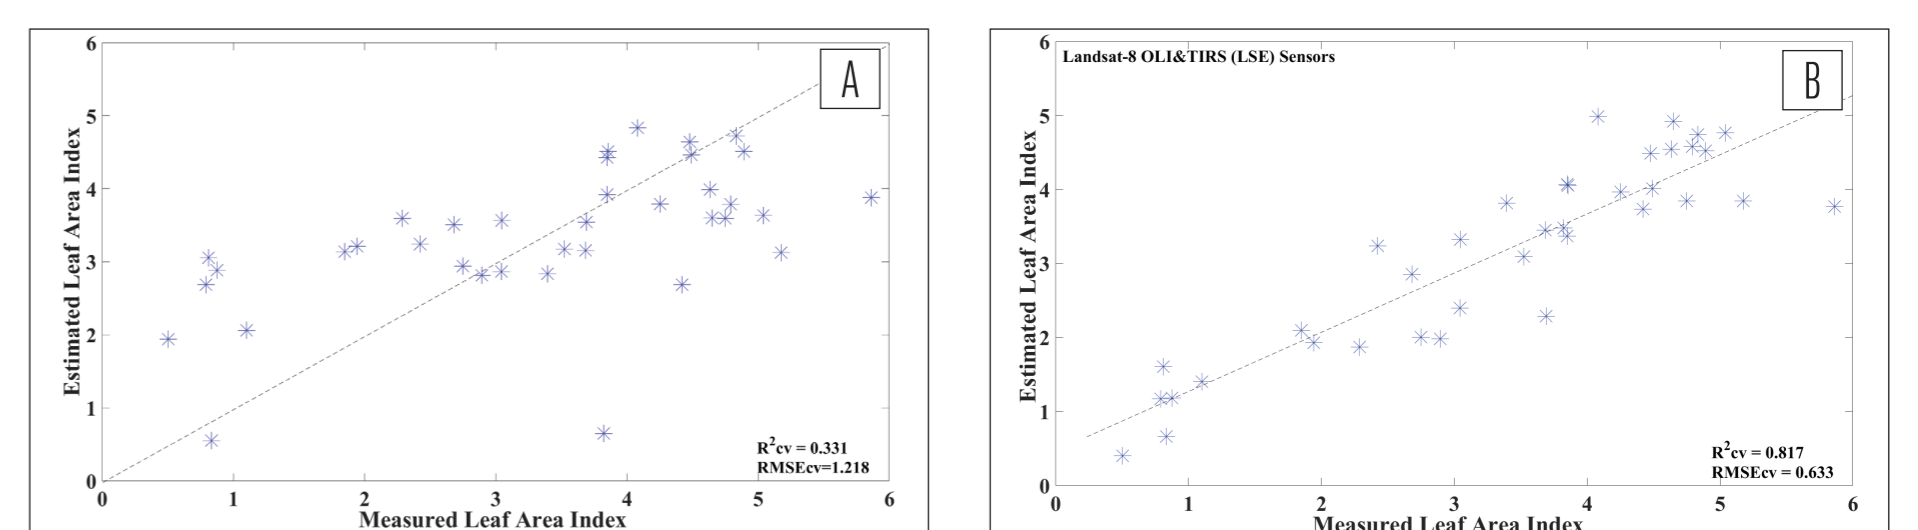 6
5
4
3
2
1
0
Estimated Leaf Area Index
A
R2cv = 0.331
RMSEcv=1.218
0 1 2 3 4 5 6
Measured Leaf Area Index
6
5
4
3
2
1
0
Estimated Leaf Area Index
Landsat-8 OLI&TIRS (LSE) Sensors
B
R2cv = 0.817
RMSEcv = 0.633
0 1 2 3 4 5 6
Measured Leaf Area Index